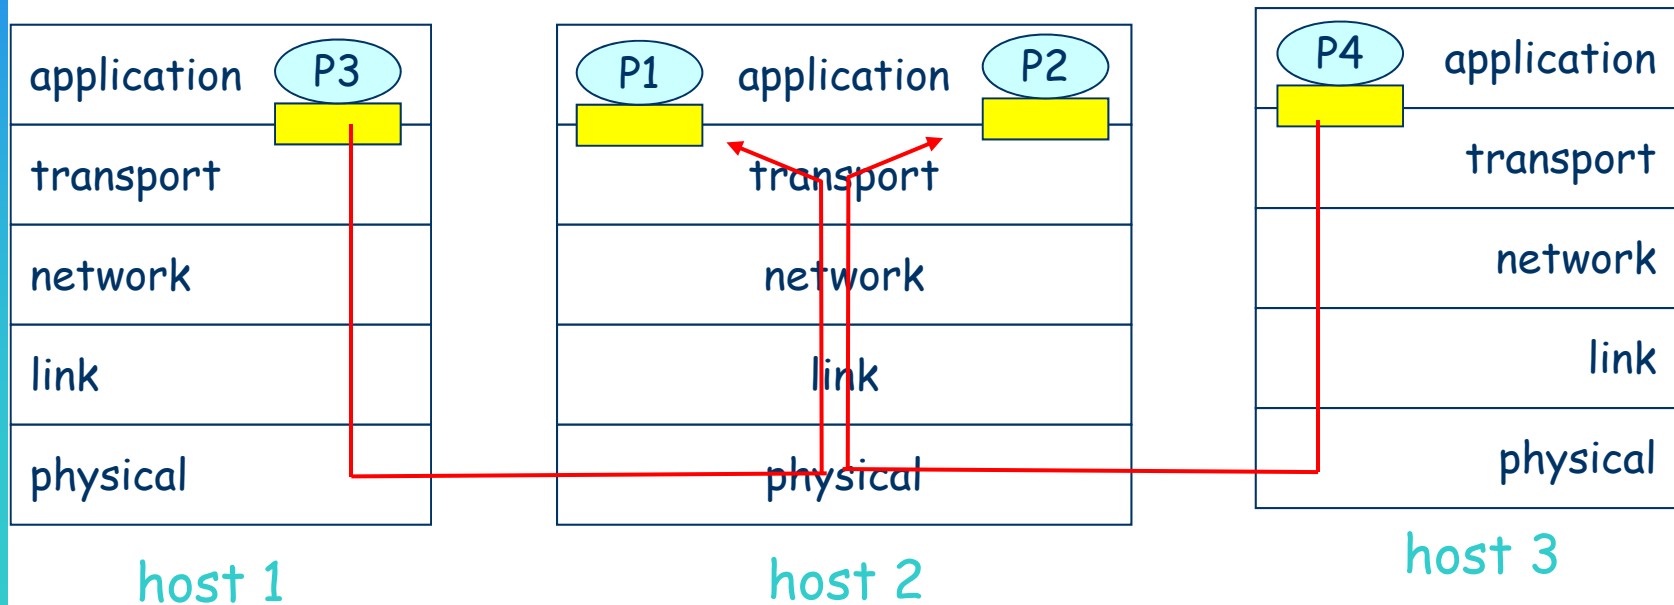 application P3
transport
network
link
physical
host 1
P1 application P2
transport
network
link
physical
host 2
P4 application
transport
network
link
physical
host 3